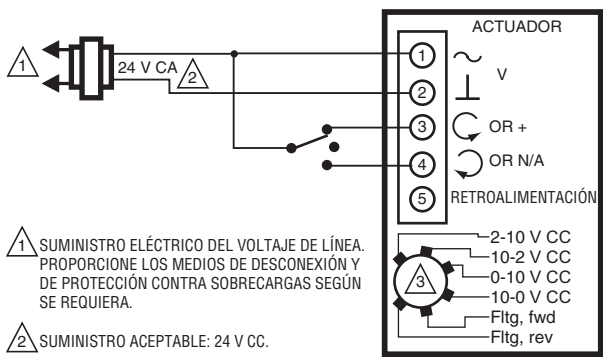 ACTUADOR
1
24 V CA
2
1
V
2
3
OR +
4
OR N/A
5
RETROALIMENTACIÓN
3
2-10 V CC
10-2 V CC
0-10 V CC
10-0 V CC
Fltg, fwd
Fltg, rev
1 SUMINISTRO ELÉCTRICO DEL VOLTAJE DE LÍNEA.
PROPORCIONE LOS MEDIOS DE DESCONEXIÓN Y
DE PROTECCIÓN CONTRA SOBRECARGAS SEGÚN
SE REQUIERA.
2 SUMINISTRO ACEPTABLE: 24 V CC.